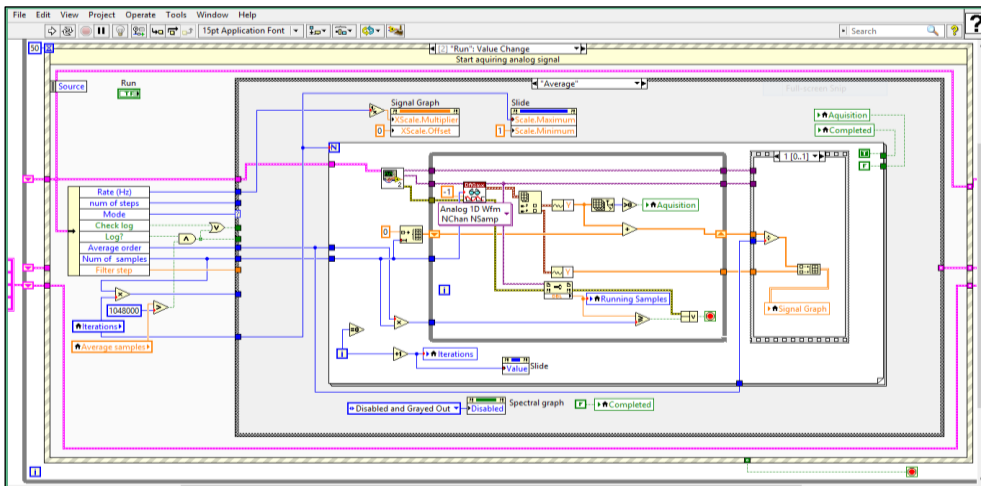 File Edit View Project Operate Tools Window Help
15pt Application Font
Search
?
50
[2] "Run": Value Change
Start aquiring analog signal
Source
Run
TF
"Average"
Full-screen Snip
Signal Graph
XScale.Multiplier
0
XScale.Offset
Slide
Scale.Maximum
1
Scale.Minimum
Aquisition
Completed
T
F
N
1 [0..1]
Rate (Hz)
num of steps
Mode
Check log
Log?
Average order
Num of samples
Filter step
1048000
Iterations
Average samples
2
-1
Analog 1D Wfm
NChan NSamp
Y
Aquisition
0
Y
i
Running Samples
Signal Graph
i
+1
Iterations
Value
Slide
Disabled and Grayed Out
Disabled
Spectral graph
F
Completed
i